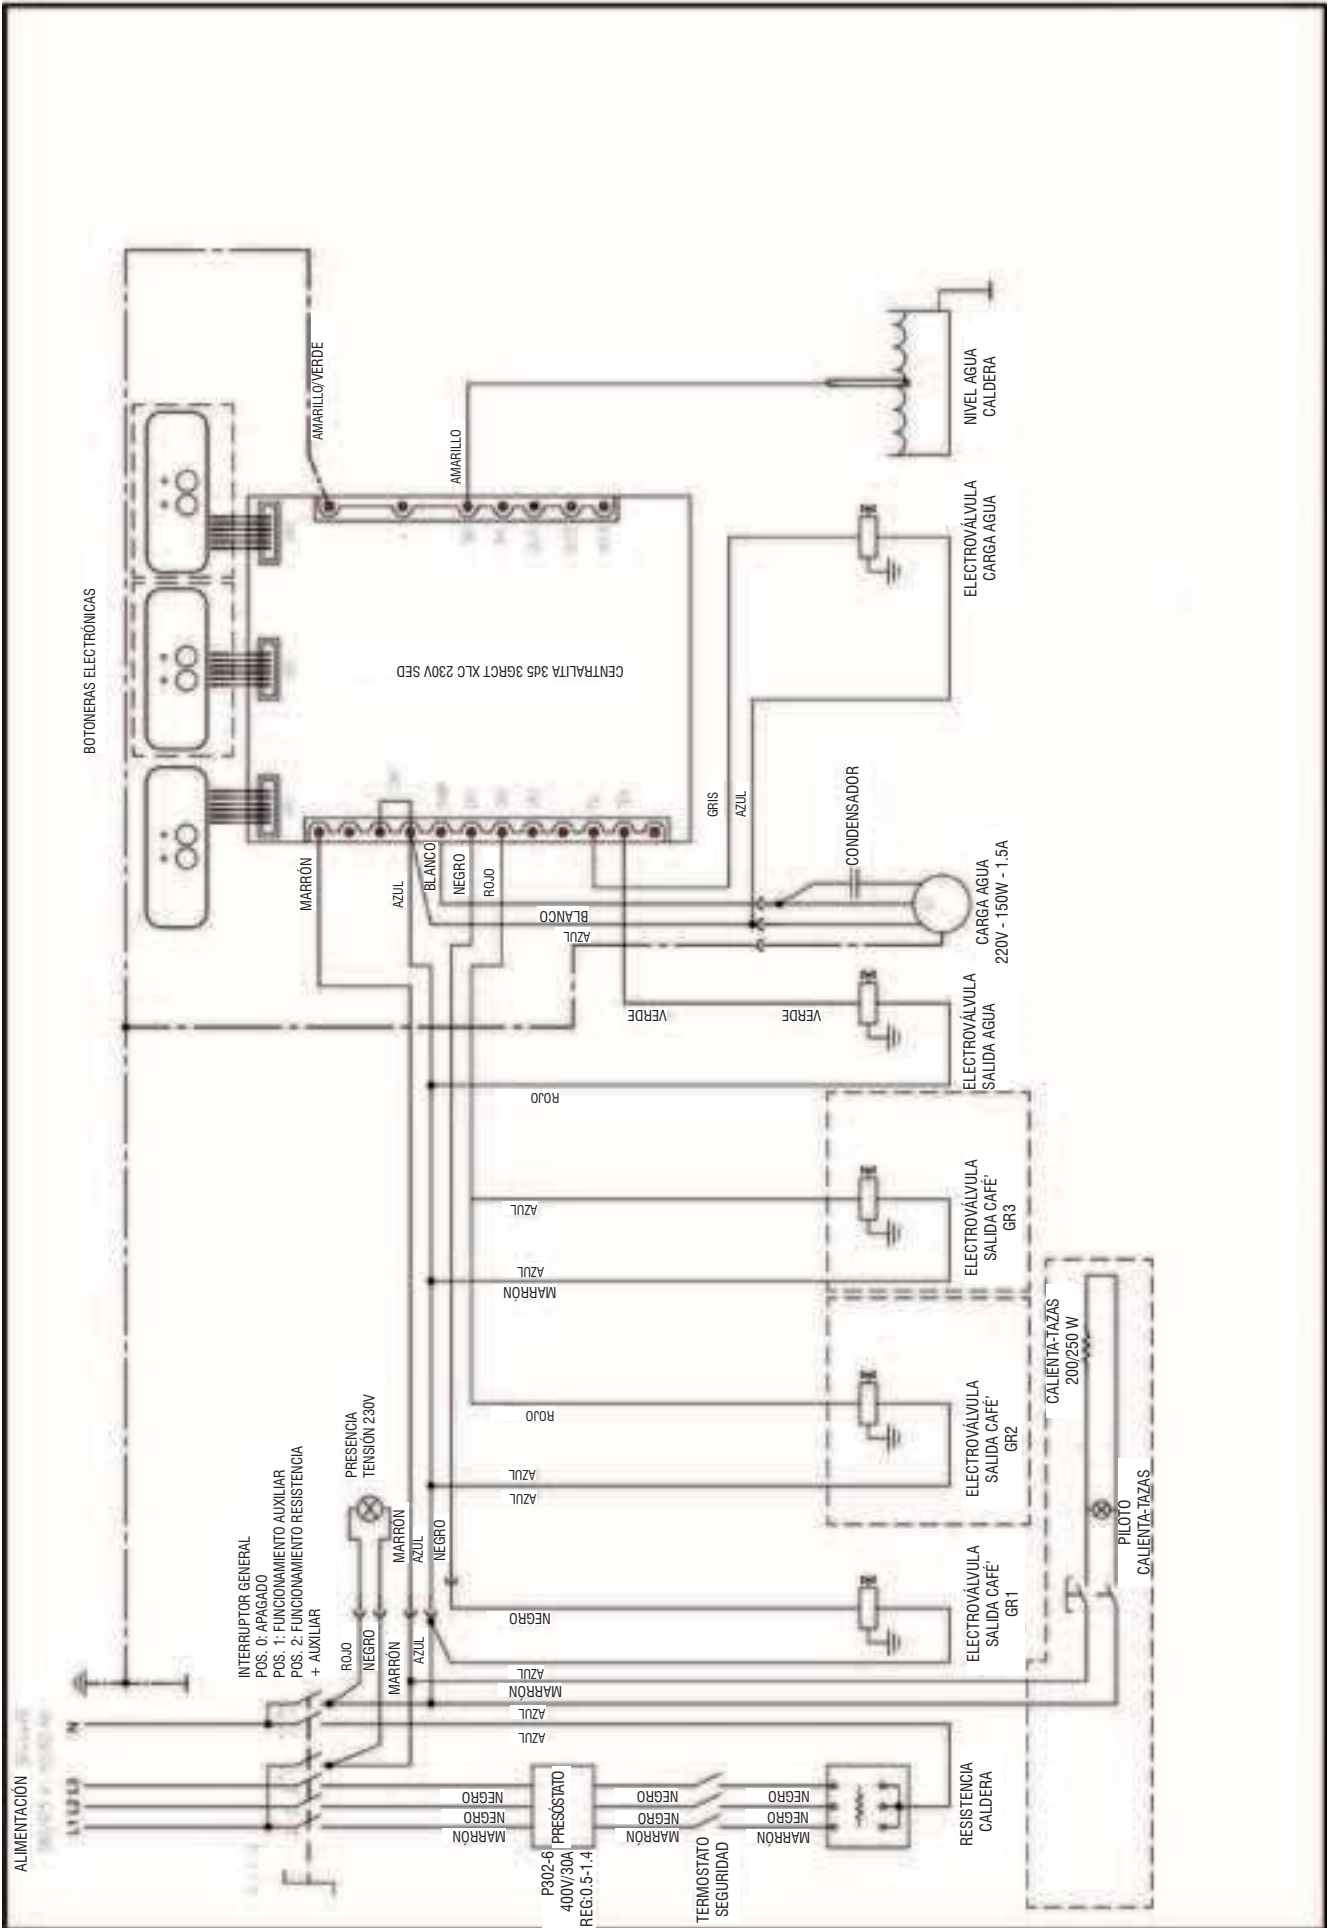 ALIMENTACIÓN
L1 L2 L3
N
INTERRUPTOR GENERAL
POS. 0: APAGADO
POS. 1: FUNCIONAMIENTO AUXILIAR
POS. 2: FUNCIONAMIENTO RESISTENCIA
+ AUXILIAR
PRESENCIA
TENSIÓN 230V
ROJO
NEGRO
MARRÓN
AZUL
MARRÓN
AZUL
NEGRO
BOTONERAS ELECTRÓNICAS
CENTRALITA 3d5 3GRCT XLC 230V SED
AMARILLO/VERDE
AMARILLO
MARRÓN
AZUL
BLANCO
NEGRO
ROJO
GRIS
AZUL
BLANCO
AZUL
VERDE
VERDE
ROJO
AZUL
AZUL
MARRÓN
ROJO
AZUL
AZUL
NEGRO
AZUL
MARRÓN
AZUL
AZUL
NEGRO
NEGRO
MARRÓN
P302-6
400V/30A
REG:0.5-1.4
PRESÓSTATO
NEGRO
NEGRO
MARRÓN
TERMOSTATO
SEGURIDAD
NEGRO
NEGRO
MARRÓN
RESISTENCIA
CALDERA
ELECTROVÁLVULA
SALIDA CAFÉ'
GR1
ELECTROVÁLVULA
SALIDA CAFÉ'
GR2
ELECTROVÁLVULA
SALIDA CAFÉ'
GR3
ELECTROVÁLVULA
SALIDA AGUA
CARGA AGUA
220V - 150W - 1.5A
CONDENSADOR
ELECTROVÁLVULA
CARGA AGUA
NIVEL AGUA
CALDERA
CALIENTA-TAZAS
200/250 W
PILOTO
CALIENTA-TAZAS